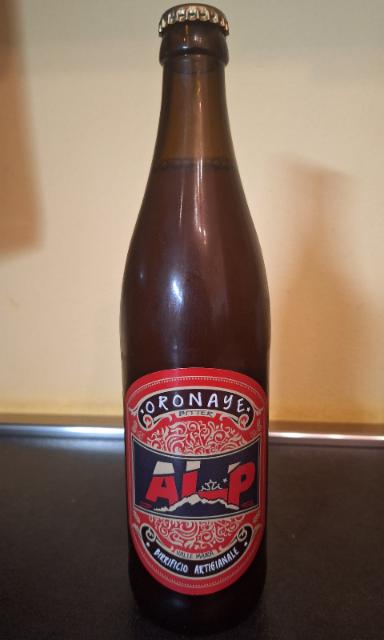 ORONAYE
BITTER
ALP
VALLE MAIRA
BIRRIFICIO ARTIGIANALE